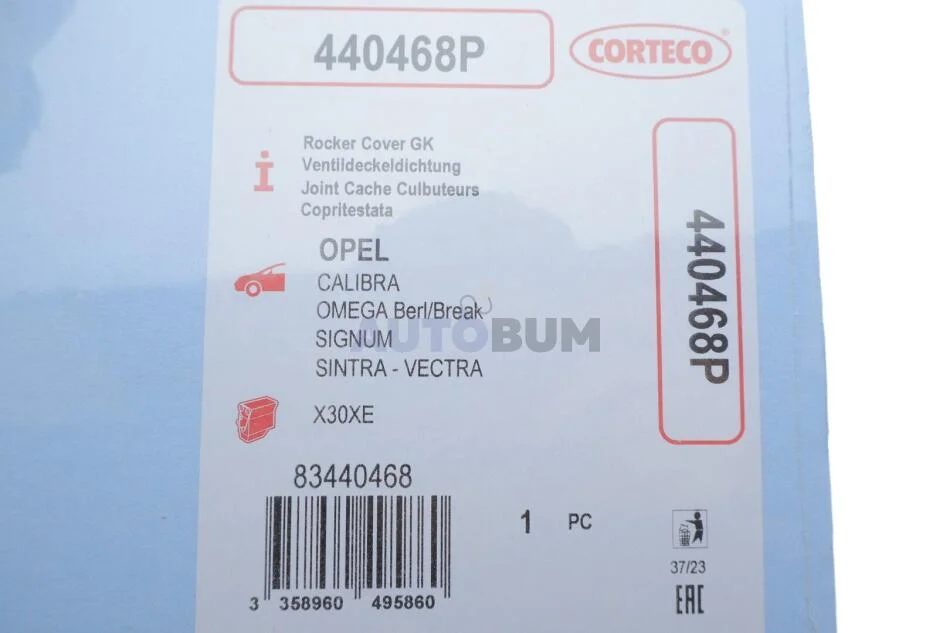 440468P
CORTECO®
Rocker Cover GK
Ventildeckeldichtung
Joint Cache Culbuteurs
Copritestata
OPEL
CALIBRA
OMEGA Berl/Break
SIGNUM
AUTOBUM
SINTRA - VECTRA
X30XE
440468P
83440468
3 358960 495860
1 PC
37/23
EAC